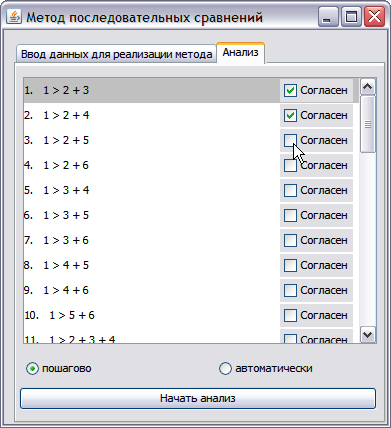 Метод последовательных сравнений
Ввод данных для реализации метода Анализ
1. 1 > 2 + 3 Согласен
2. 1 > 2 + 4 Согласен
3. 1 > 2 + 5 Согласен
4. 1 > 2 + 6 Согласен
5. 1 > 3 + 4 Согласен
6. 1 > 3 + 5 Согласен
7. 1 > 3 + 6 Согласен
8. 1 > 4 + 5 Согласен
9. 1 > 4 + 6 Согласен
10. 1 > 5 + 6 Согласен
11. 1 > 2 + 3 + 4 Согласен
пошагово автоматически
Начать анализ